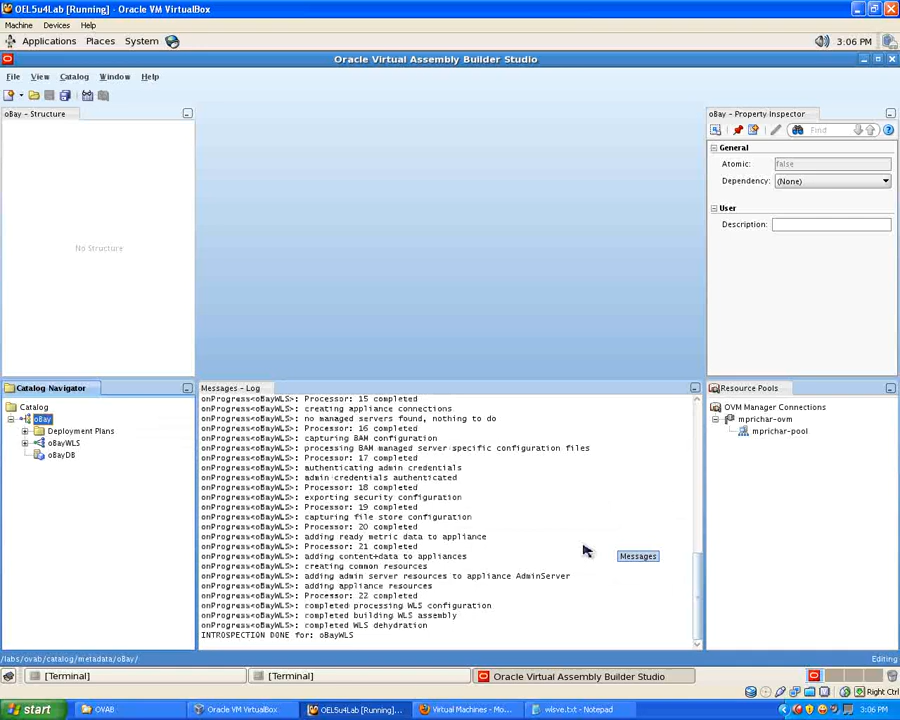 OEL5u4Lab [Running] - Oracle VM VirtualBox
Machine Devices Help
Applications Places System 3:06 PM
Oracle Virtual Assembly Builder Studio
File View Catalog Window Help
oBay - Structure
oBay - Property Inspector
Find
General
Atomic: false
Dependency: (None)
User
Description:
No Structure
Catalog Navigator
Messages - Log
Resource Pools
Catalog
oBay
Deployment Plans
oBayWLS
oBayDB
onProgress<oBayWLS>: Processor: 15 completed
onProgress<oBayWLS>: creating appliance connections
onProgress<oBayWLS>: no managed servers found, nothing to do
onProgress<oBayWLS>: Processor: 16 completed
onProgress<oBayWLS>: capturing BAM configuration
onProgress<oBayWLS>: processing BAM managed server specific configuration files
onProgress<oBayWLS>: Processor: 17 completed
onProgress<oBayWLS>: authenticating admin credentials
onProgress<oBayWLS>: admin credentials authenticated
onProgress<oBayWLS>: Processor: 18 completed
onProgress<oBayWLS>: exporting security configuration
onProgress<oBayWLS>: Processor: 19 completed
onProgress<oBayWLS>: capturing file store configuration
onProgress<oBayWLS>: Processor: 20 completed
onProgress<oBayWLS>: adding ready metric data to appliance
onProgress<oBayWLS>: Processor: 21 completed
onProgress<oBayWLS>: adding content+data to appliances
onProgress<oBayWLS>: creating common resources
onProgress<oBayWLS>: adding admin server resources to appliance AdminServer
onProgress<oBayWLS>: adding appliance resources
onProgress<oBayWLS>: Processor: 22 completed
onProgress<oBayWLS>: completed processing WLS configuration
onProgress<oBayWLS>: completed building WLS assembly
onProgress<oBayWLS>: completed WLS dehydration
INTROSPECTION DONE for: oBayWLS
Messages
OVM Manager Connections
mprichar-ovm
mprichar-pool
/labs/ovab/catalog/metadata/oBay/
Editing
[Terminal] [Terminal] Oracle Virtual Assembly Builder Studio
Right Ctrl
start OVAB Oracle VM VirtualBox OEL5u4Lab [Running]... Virtual Machines - Mo... wlsve.txt - Notepad 3:06 PM